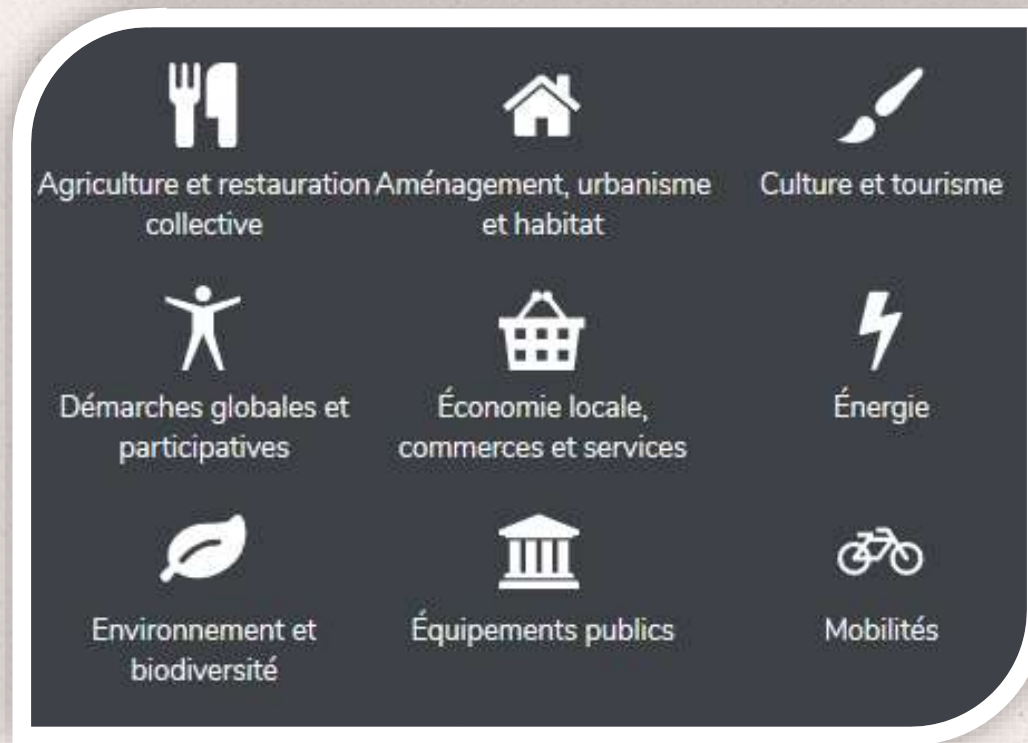 Agriculture et restauration
collective
Aménagement, urbanisme
et habitat
Culture et tourisme
Démarches globales et
participatives
Économie locale,
commerces et services
Énergie
Environnement et
biodiversité
Équipements publics
Mobilités